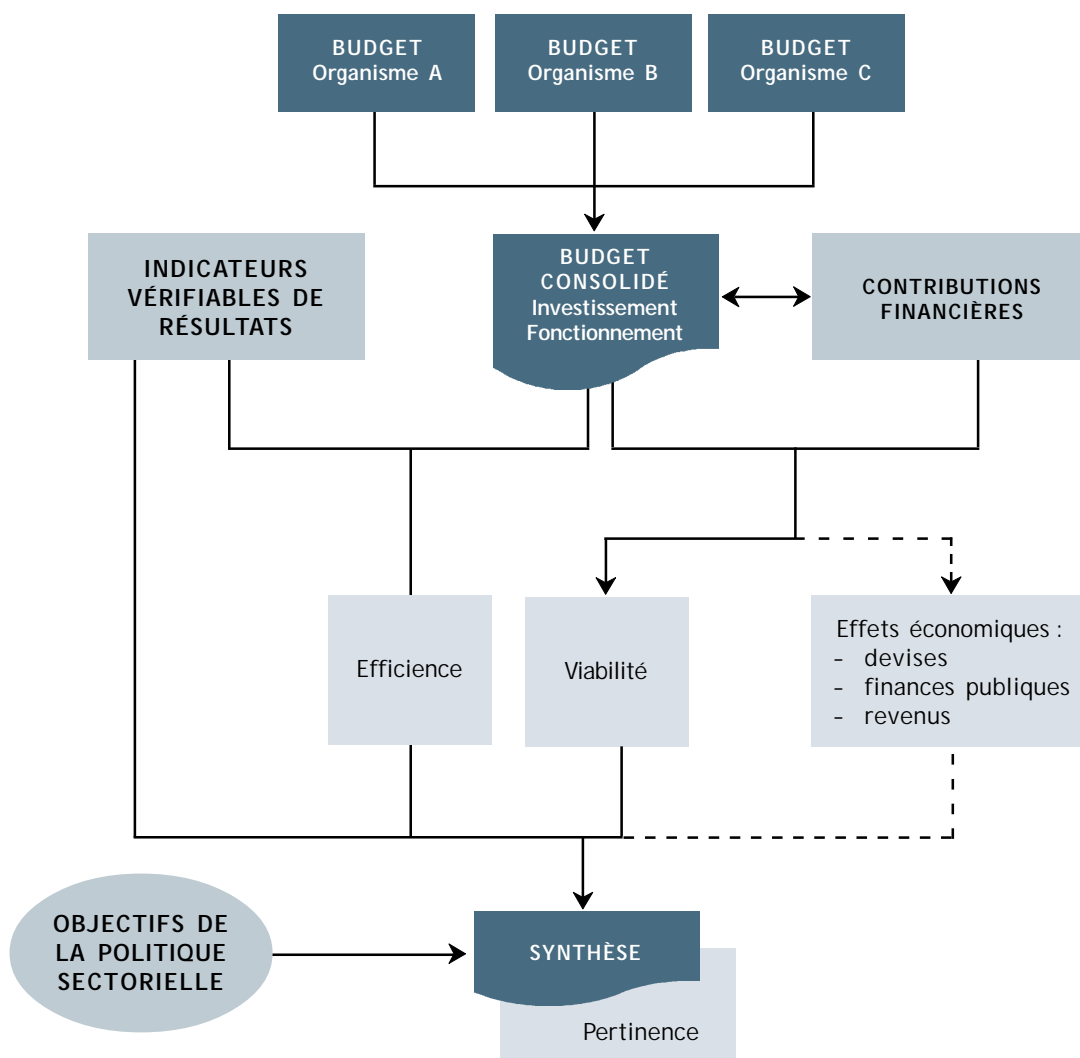 BUDGET
Organisme A
BUDGET
Organisme B
BUDGET
Organisme C
INDICATEURS
VÉRIFIABLES DE
RÉSULTATS
BUDGET
CONSOLIDÉ
Investissement
Fonctionnement
CONTRIBUTIONS
FINANCIÈRES
Efficience
Viabilité
Effets économiques :
- devises
- finances publiques
- revenus
OBJECTIFS DE
LA POLITIQUE
SECTORIELLE
SYNTHÈSE
Pertinence